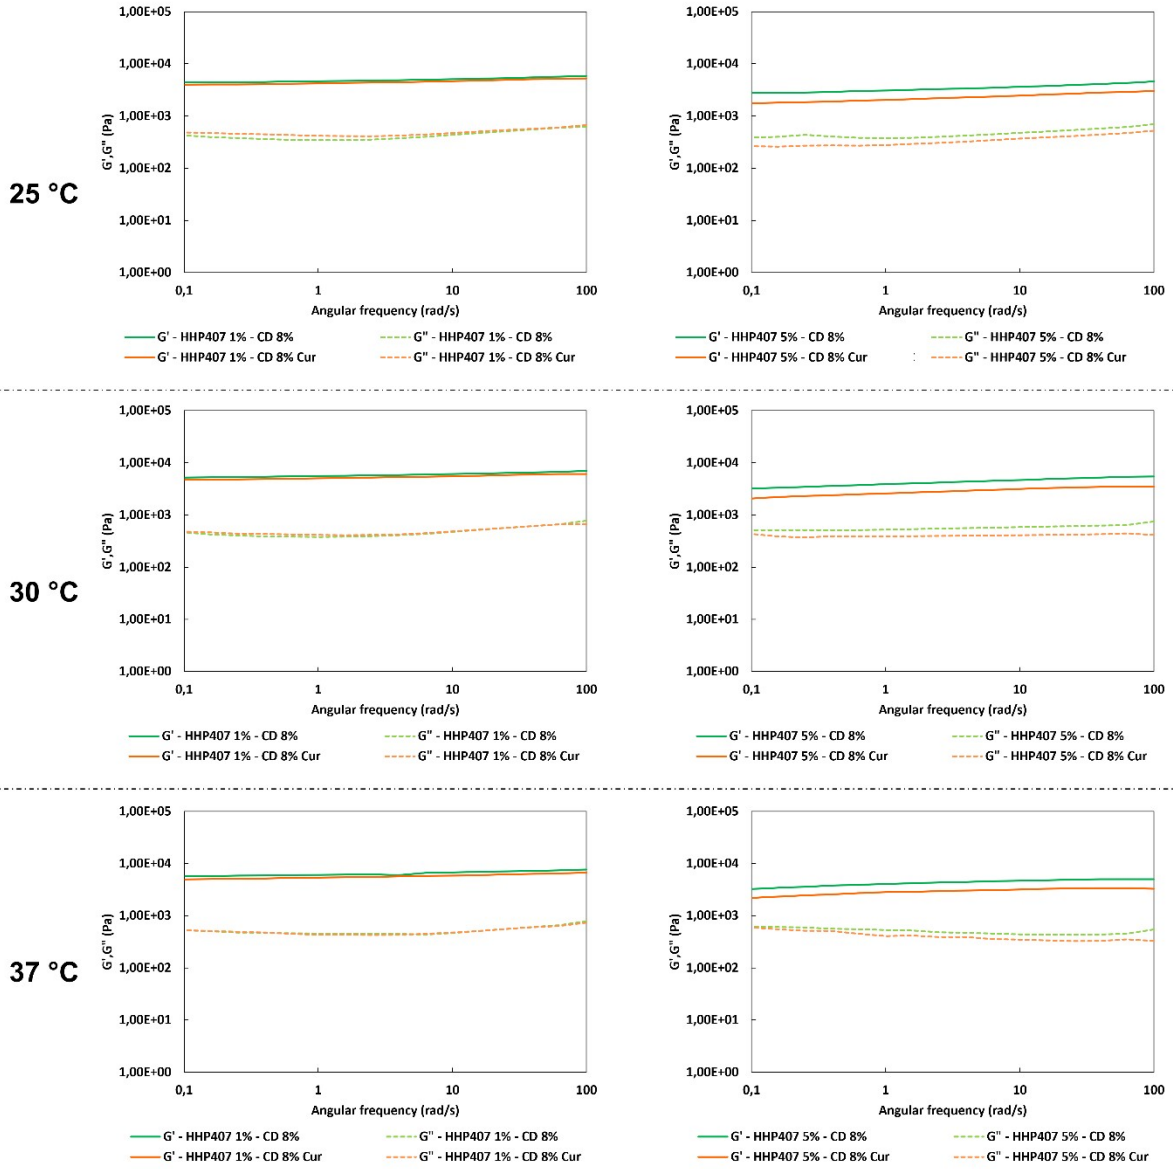 25 °C
1,00E+05
1,00E+04
1,00E+03
1,00E+02
1,00E+01
1,00E+00
G',G" (Pa)
0,1 1 10 100
Angular frequency (rad/s)
G' - HHP407 1% - CD 8% G" - HHP407 1% - CD 8%
G' - HHP407 1% - CD 8% Cur G" - HHP407 1% - CD 8% Cur
1,00E+05
1,00E+04
1,00E+03
1,00E+02
1,00E+01
1,00E+00
G',G" (Pa)
0,1 1 10 100
Angular frequency (rad/s)
G' - HHP407 5% - CD 8% G" - HHP407 5% - CD 8%
G' - HHP407 5% - CD 8% Cur : G" - HHP407 5% - CD 8% Cur
30 °C
1,00E+05
1,00E+04
1,00E+03
1,00E+02
1,00E+01
1,00E+00
G',G" (Pa)
0,1 1 10 100
Angular frequency (rad/s)
G' - HHP407 1% - CD 8% G" - HHP407 1% - CD 8%
G' - HHP407 1% - CD 8% Cur G" - HHP407 1% - CD 8% Cur
1,00E+05
1,00E+04
1,00E+03
1,00E+02
1,00E+01
1,00E+00
G',G" (Pa)
0,1 1 10 100
Angular frequency (rad/s)
G' - HHP407 5% - CD 8% G" - HHP407 5% - CD 8%
G' - HHP407 5% - CD 8% Cur G" - HHP407 5% - CD 8% Cur
37 °C
1,00E+05
1,00E+04
1,00E+03
1,00E+02
1,00E+01
1,00E+00
G',G" (Pa)
0,1 1 10 100
Angular frequency (rad/s)
G' - HHP407 1% - CD 8% G" - HHP407 1% - CD 8%
G' - HHP407 1% - CD 8% Cur G" - HHP407 1% - CD 8% Cur
1,00E+05
1,00E+04
1,00E+03
1,00E+02
1,00E+01
1,00E+00
G',G" (Pa)
0,1 1 10 100
Angular frequency (rad/s)
G' - HHP407 5% - CD 8% G" - HHP407 5% - CD 8%
G' - HHP407 5% - CD 8% Cur G" - HHP407 5% - CD 8% Cur